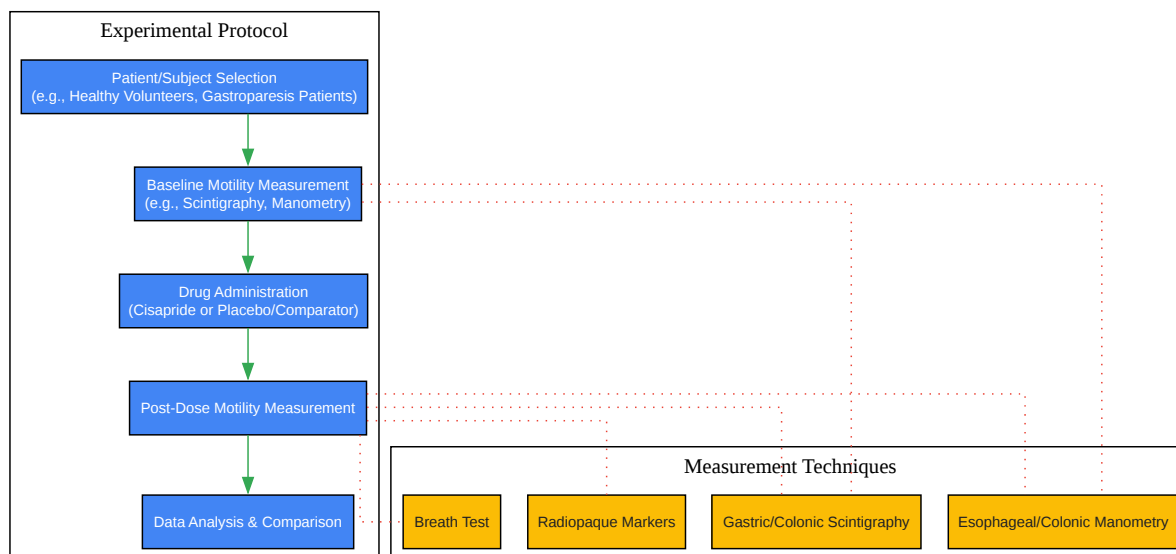 Experimental Protocol
Patient/Subject Selection
(e.g., Healthy Volunteers, Gastroparesis Patients)
Baseline Motility Measurement
(e.g., Scintigraphy, Manometry)
Drug Administration
(Cisapride or Placebo/Comparator)
Post-Dose Motility Measurement
Data Analysis & Comparison
Measurement Techniques
Breath Test
Radiopaque Markers
Gastric/Colonic Scintigraphy
Esophageal/Colonic Manometry